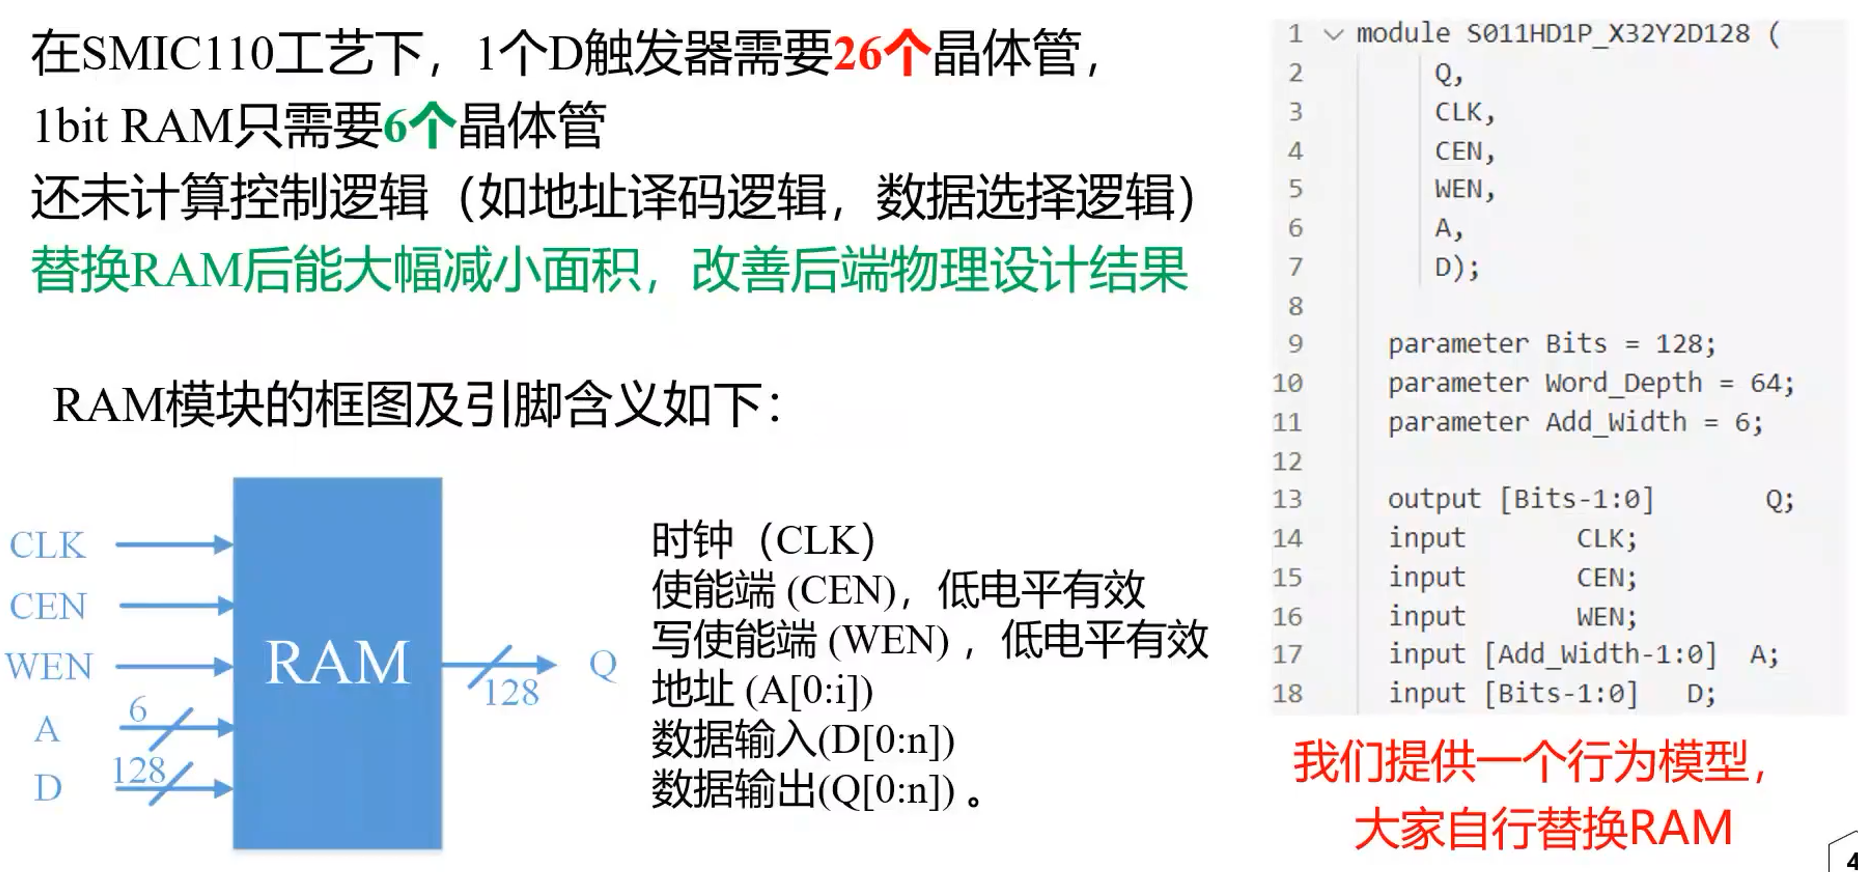 在SMIC110工艺下，1个D触发器需要26个晶体管，
1bit RAM只需要6个晶体管
还未计算控制逻辑（如地址译码逻辑，数据选择逻辑）
替换RAM后能大幅减小面积，改善后端物理设计结果
RAM模块的框图及引脚含义如下：
CLK
CEN
WEN
A
6
D
128
RAM
128
Q
时钟（CLK）
使能端 (CEN)，低电平有效
写使能端 (WEN) ，低电平有效
地址 (A[0:i])
数据输入(D[0:n])
数据输出(Q[0:n]) 。
1 module S011HD1P_X32Y2D128 (
2 Q,
3 CLK,
4 CEN,
5 WEN,
6 A,
7 D);
8
9 parameter Bits = 128;
10 parameter Word_Depth = 64;
11 parameter Add_Width = 6;
12
13 output [Bits-1:0] Q;
14 input CLK;
15 input CEN;
16 input WEN;
17 input [Add_Width-1:0] A;
18 input [Bits-1:0] D;
我们提供一个行为模型，
大家自行替换RAM
4